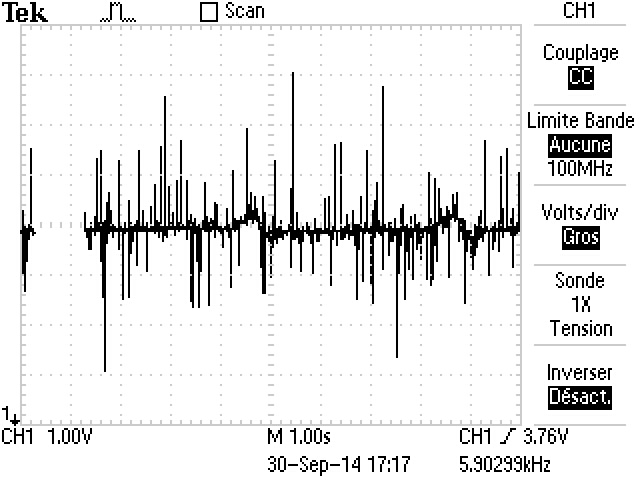 Tek Scan CH1
Couplage
CC
Limite Bande
Aucune
100MHz
Volts/div
Gros
Sonde
1X
Tension
Inverser
Désact.
1
CH1 1.00V M 1.00s CH1 3.76V
30-Sep-14 17:17 5.90299kHz